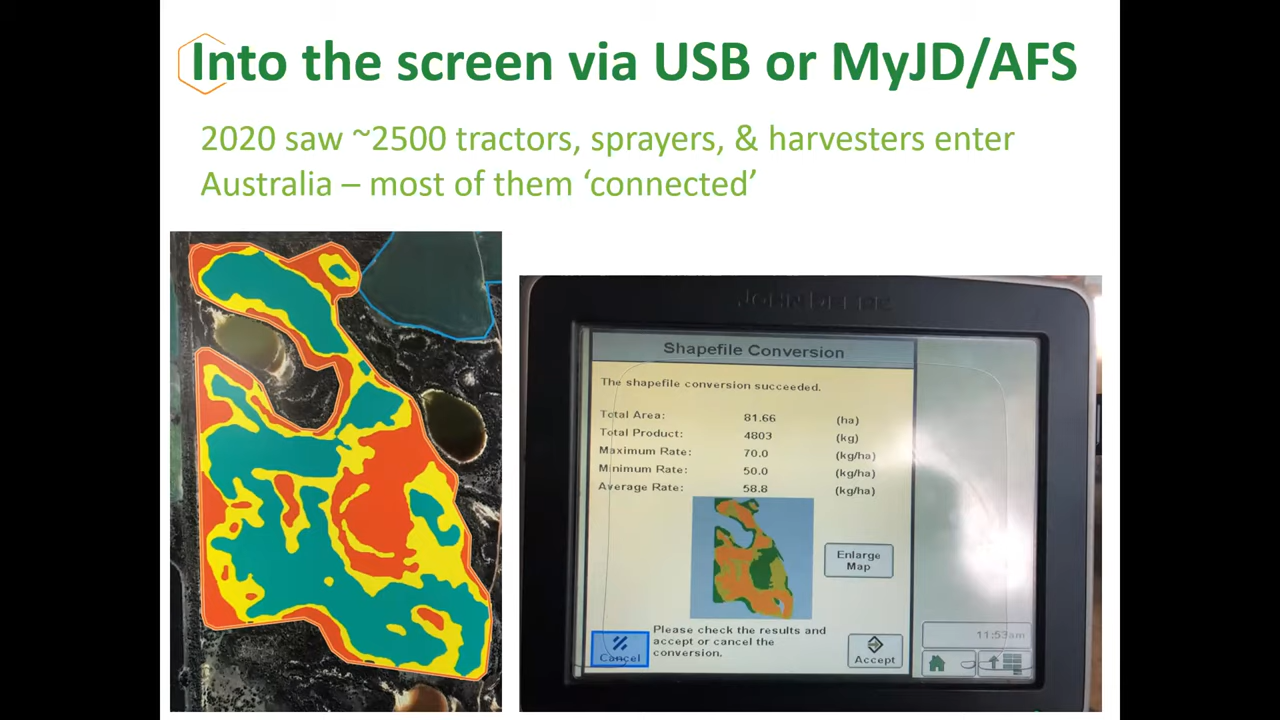 Into the screen via USB or MyJD/AFS
2020 saw ~2500 tractors, sprayers, & harvesters enter
Australia – most of them ‘connected’
JOHN DEERE
Shapefile Conversion
The shapefile conversion succeeded.
Total Area: 81.66 (ha)
Total Product: 4803 (kg)
Maximum Rate: 70.0 (kg/ha)
Minimum Rate: 50.0 (kg/ha)
Average Rate: 58.8 (kg/ha)
Enlarge
Map
Please check the results and
accept or cancel the
conversion.
Cancel
Accept
11:53am